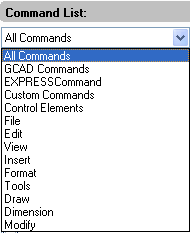 Command List:
All Commands
All Commands
GCAD Commands
EXPRESSCommand
Custom Commands
Control Elements
File
Edit
View
Insert
Format
Tools
Draw
Dimension
Modify